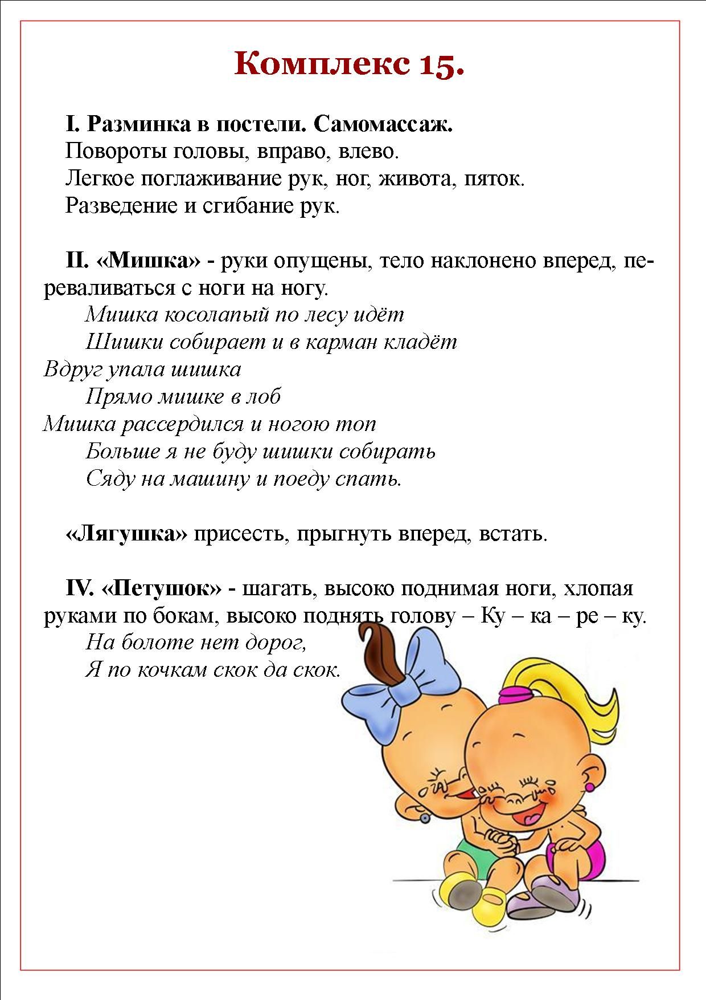 Комплекс 15.
I. Разминка в постели. Самомассаж.
Повороты головы, вправо, влево.
Легкое поглаживание рук, ног, живота, пяток.
Разведение и сгибание рук.
II. «Мишка» - руки опущены, тело наклонено вперед, пе-
реваливаться с ноги на ногу.
Мишка косолапый по лесу идёт
Шишки собирает и в карман кладёт
Вдруг упала шишка
Прямо мишке в лоб
Мишка рассердился и ногою топ
Больше я не буду шишки собирать
Сяду на машину и поеду спать.
«Лягушка» присесть, прыгнуть вперед, встать.
IV. «Петушок» - шагать, высоко поднимая ноги, хлопая
руками по бокам, высоко поднять голову – Ку – ка – ре – ку.
На болоте нет дорог,
Я по кочкам скок да скок.